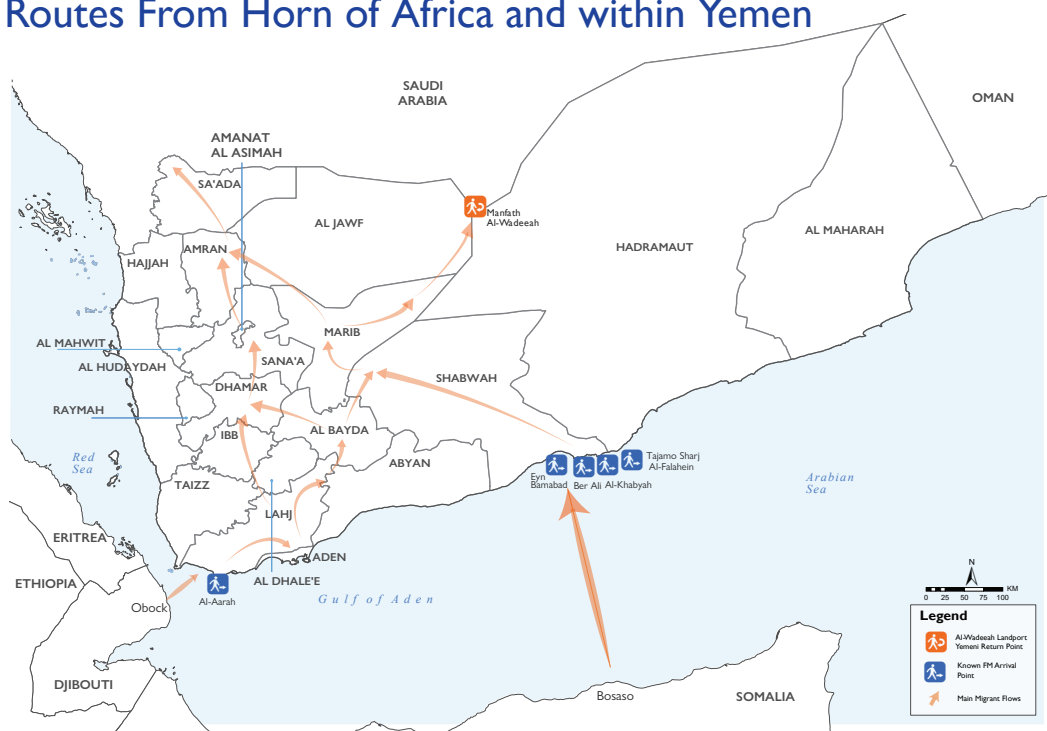 Routes From Horn of Africa and within Yemen
SAUDI
ARABIA
OMAN
AMANAT
AL ASIMAH
SA'ADA
Manfath
Al-Wadeeah
AL JAWF
AL MAHARAH
HADRAMAUT
AMRAN
HAJJAH
MARIB
AL MAHWIT
AL HUDAYDAH
SANA'A
SHABWAH
DHAMAR
RAYMAH
AL BAYDA
IBB
ABYAN
Red
Sea
TAIZZ
Eyn
Bamabad
Ber Ali
Al-Khabyah
Tajamo Sharj
Al-Falahein
Arabian
Sea
LAHJ
ERITREA
ADEN
ETHIOPIA
AL DHALE'E
Al-Aarah
Obock
Gulf of Aden
DJIBOUTI
Bosaso
SOMALIA
N
KM
0 25 50 75 100
Legend
Al-Wadeeah Landport
Yemeni Return Point
Known FM Arrival
Point
Main Migrant Flows